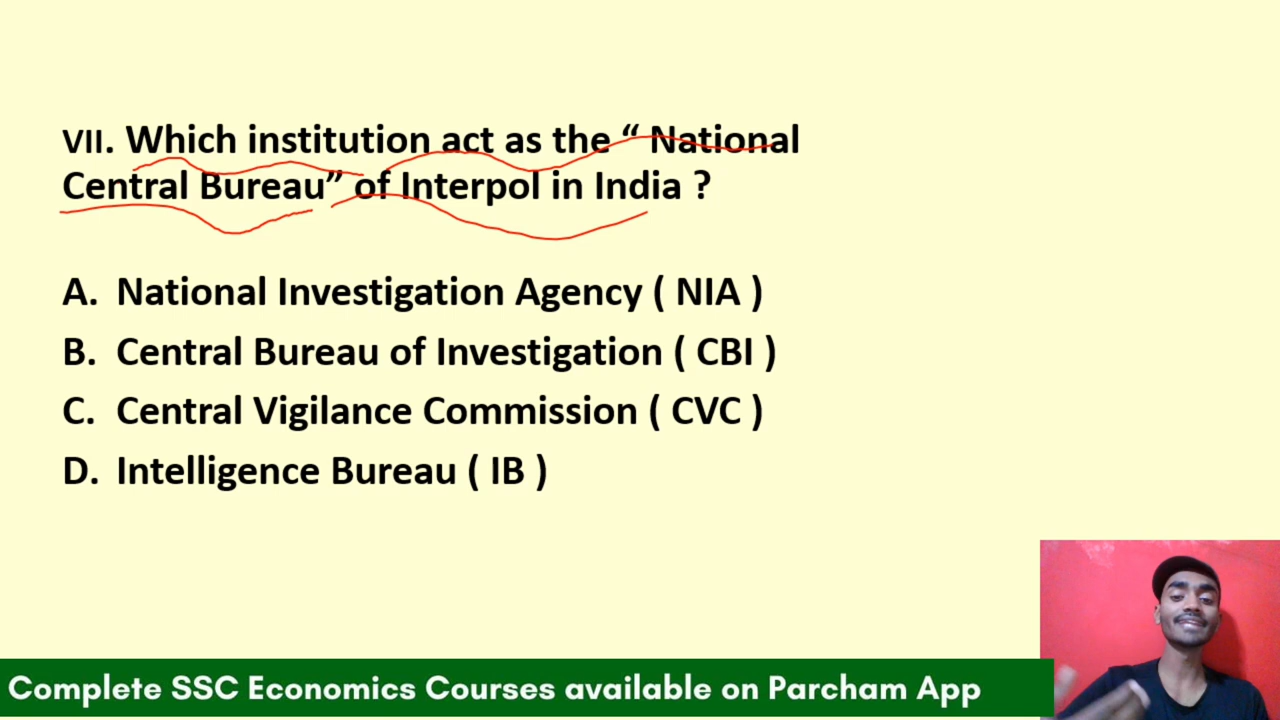 VII. Which institution act as the “ National
Central Bureau” of Interpol in India ?
A. National Investigation Agency ( NIA )
B. Central Bureau of Investigation ( CBI )
C. Central Vigilance Commission ( CVC )
D. Intelligence Bureau ( IB )
Complete SSC Economics Courses available on Parcham App